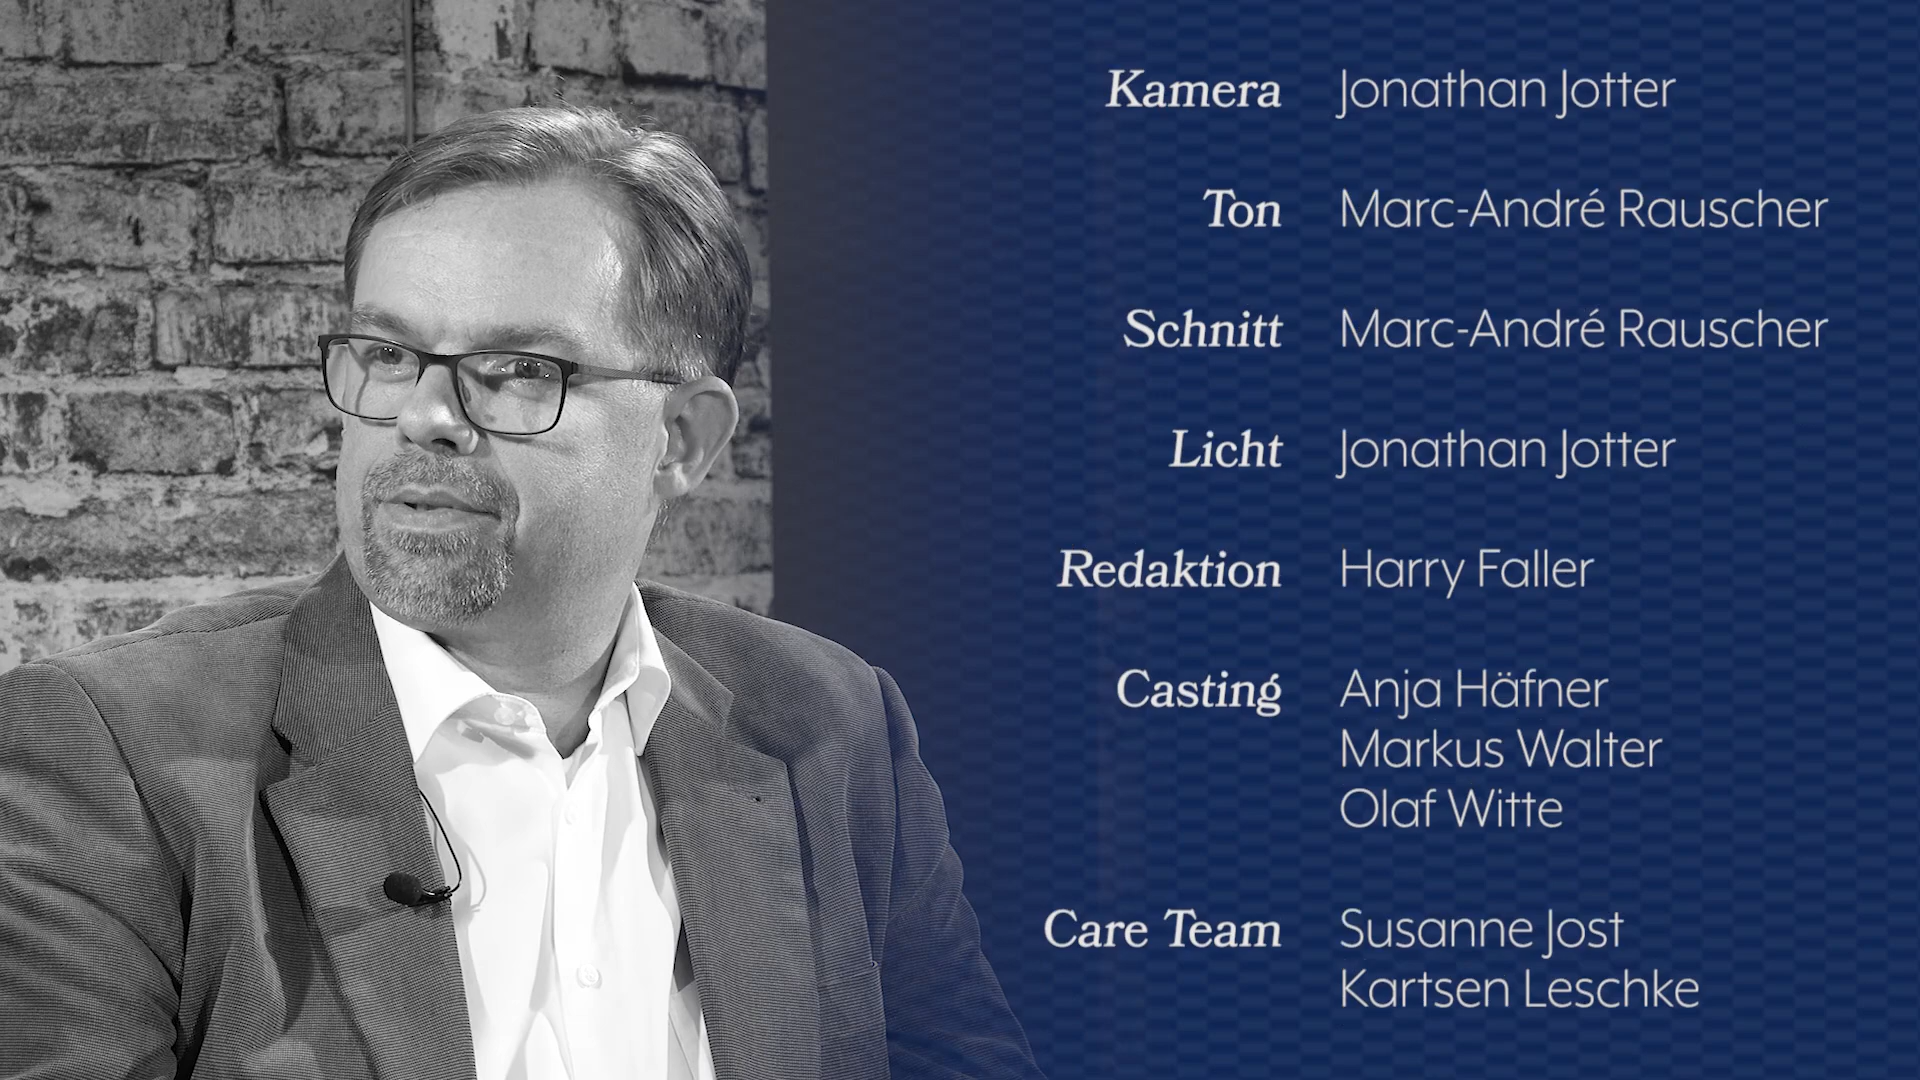 Kamera Jonathan Jotter
Ton Marc-André Rauscher
Schnitt Marc-André Rauscher
Licht Jonathan Jotter
Redaktion Harry Faller
Casting Anja Häfner
Markus Walter
Olaf Witte
Care Team Susanne Jost
Kartsen Leschke